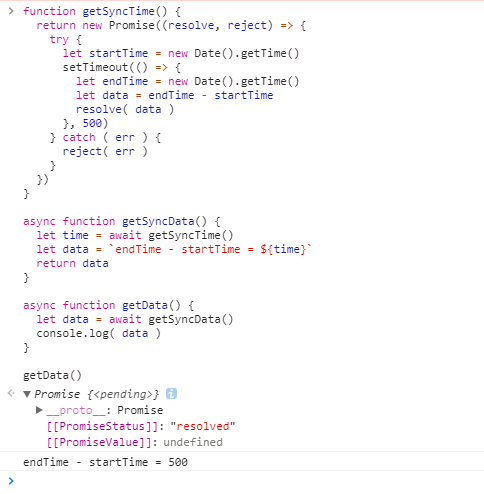 function getSyncTime() {
  return new Promise((resolve, reject) => {
    try {
      let startTime = new Date().getTime()
      setTimeout(() => {
        let endTime = new Date().getTime()
        let data = endTime - startTime
        resolve( data )
      }, 500)
    } catch ( err ) {
      reject( err )
    }
  })
}

async function getSyncData() {
  let time = await getSyncTime()
  let data = `endTime - startTime = ${time}`
  return data
}

async function getData() {
  let data = await getSyncData()
  console.log( data )
}

getData()
Promise {<pending>} i
__proto__: Promise
[[PromiseStatus]]: "resolved"
[[PromiseValue]]: undefined
endTime - startTime = 500